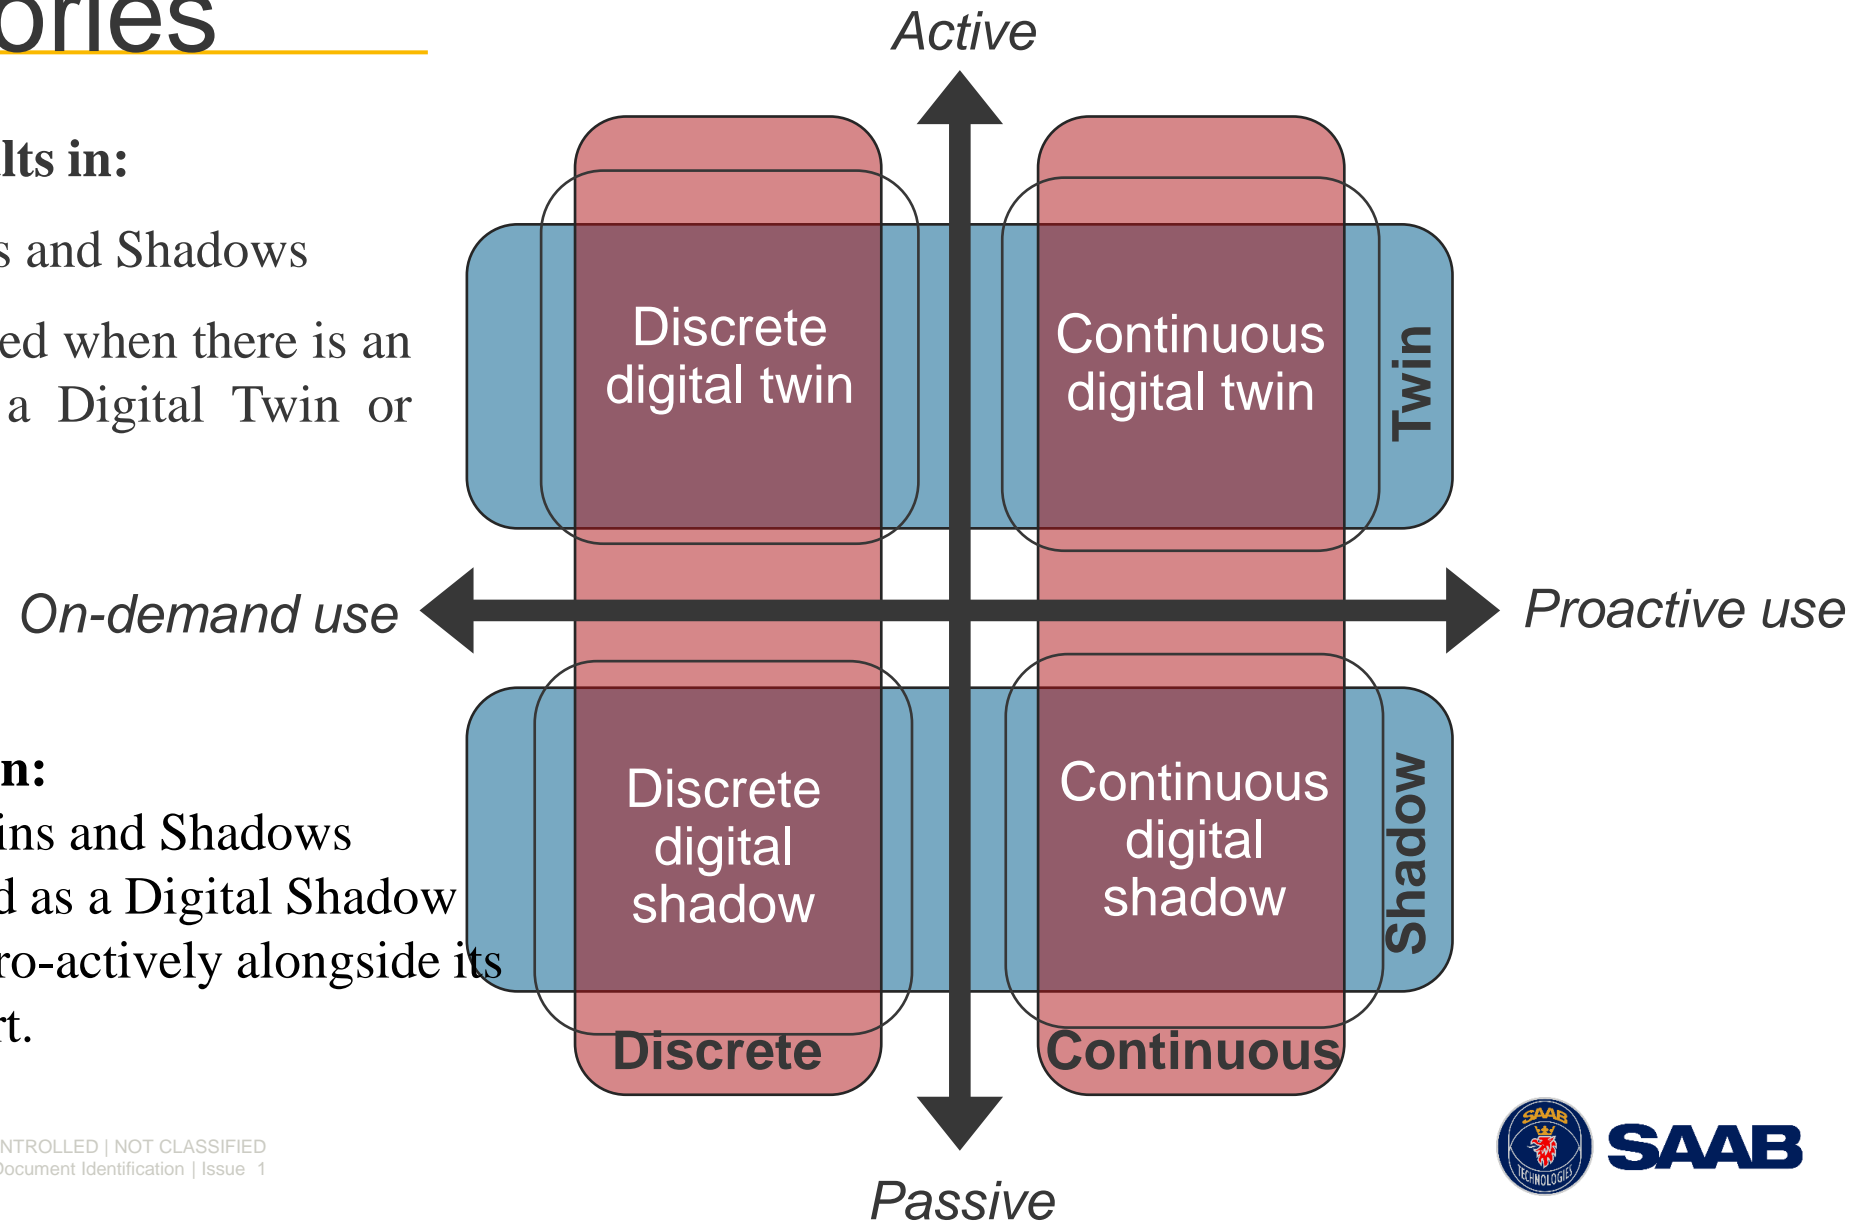 ories
lts in:
s and Shadows
ed when there is an
a Digital Twin or
n:
ins and Shadows
d as a Digital Shadow
ro-actively alongside its
rt.
Active
Discrete
digital twin
Continuous
digital twin
Twin
On-demand use
Proactive use
Discrete
digital
shadow
Continuous
digital
shadow
Shadow
Discrete
Continuous
Passive
NTROLLED | NOT CLASSIFIED
Document Identification | Issue 1
SAAB
TECHNOLOGIES
SAAB